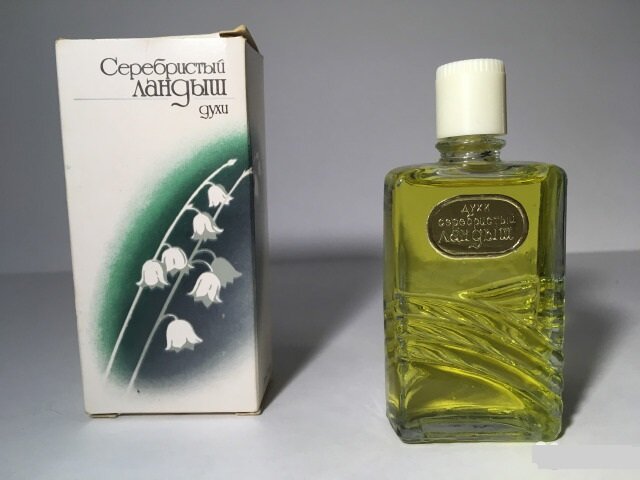 Серебристый
ландыш
духи
духи
серебристый
ландыш